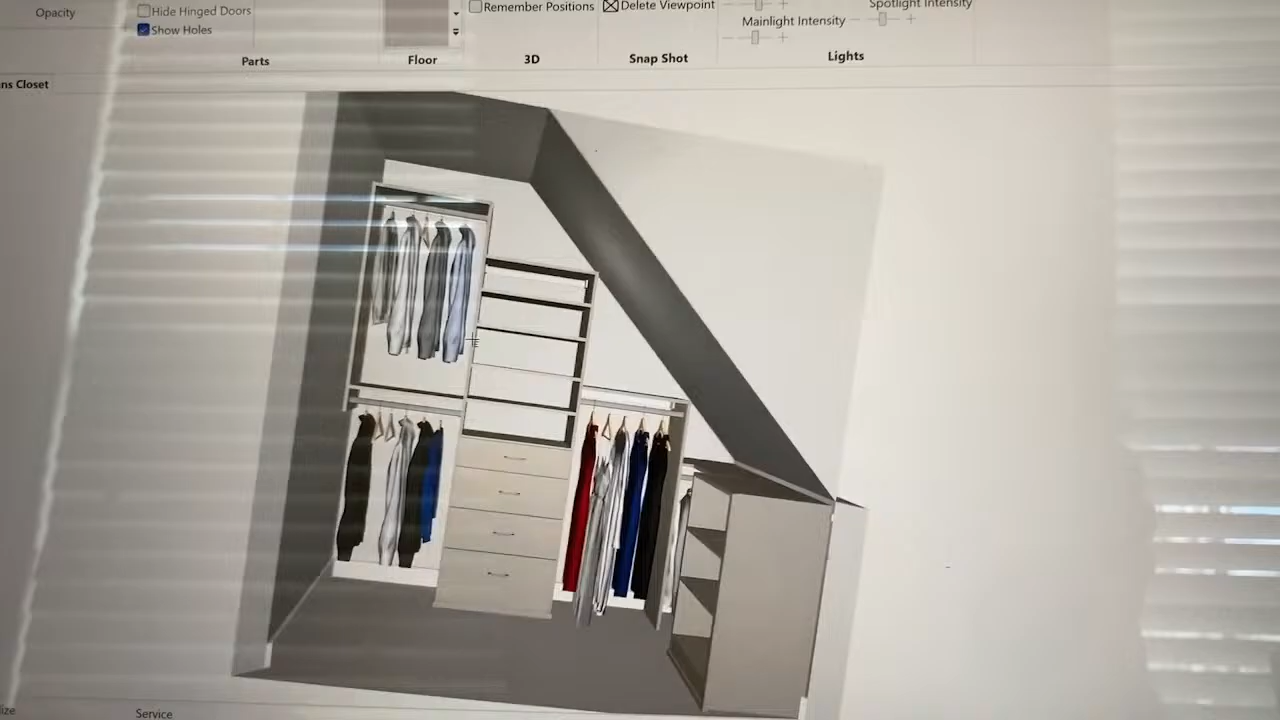 Opacity
Hide Hinged Doors
Show Holes
Parts
Floor
Remember Positions
3D
Delete Viewpoint
Snap Shot
Spotlight Intensity
Mainlight Intensity
Lights
ns Closet
ize
Service